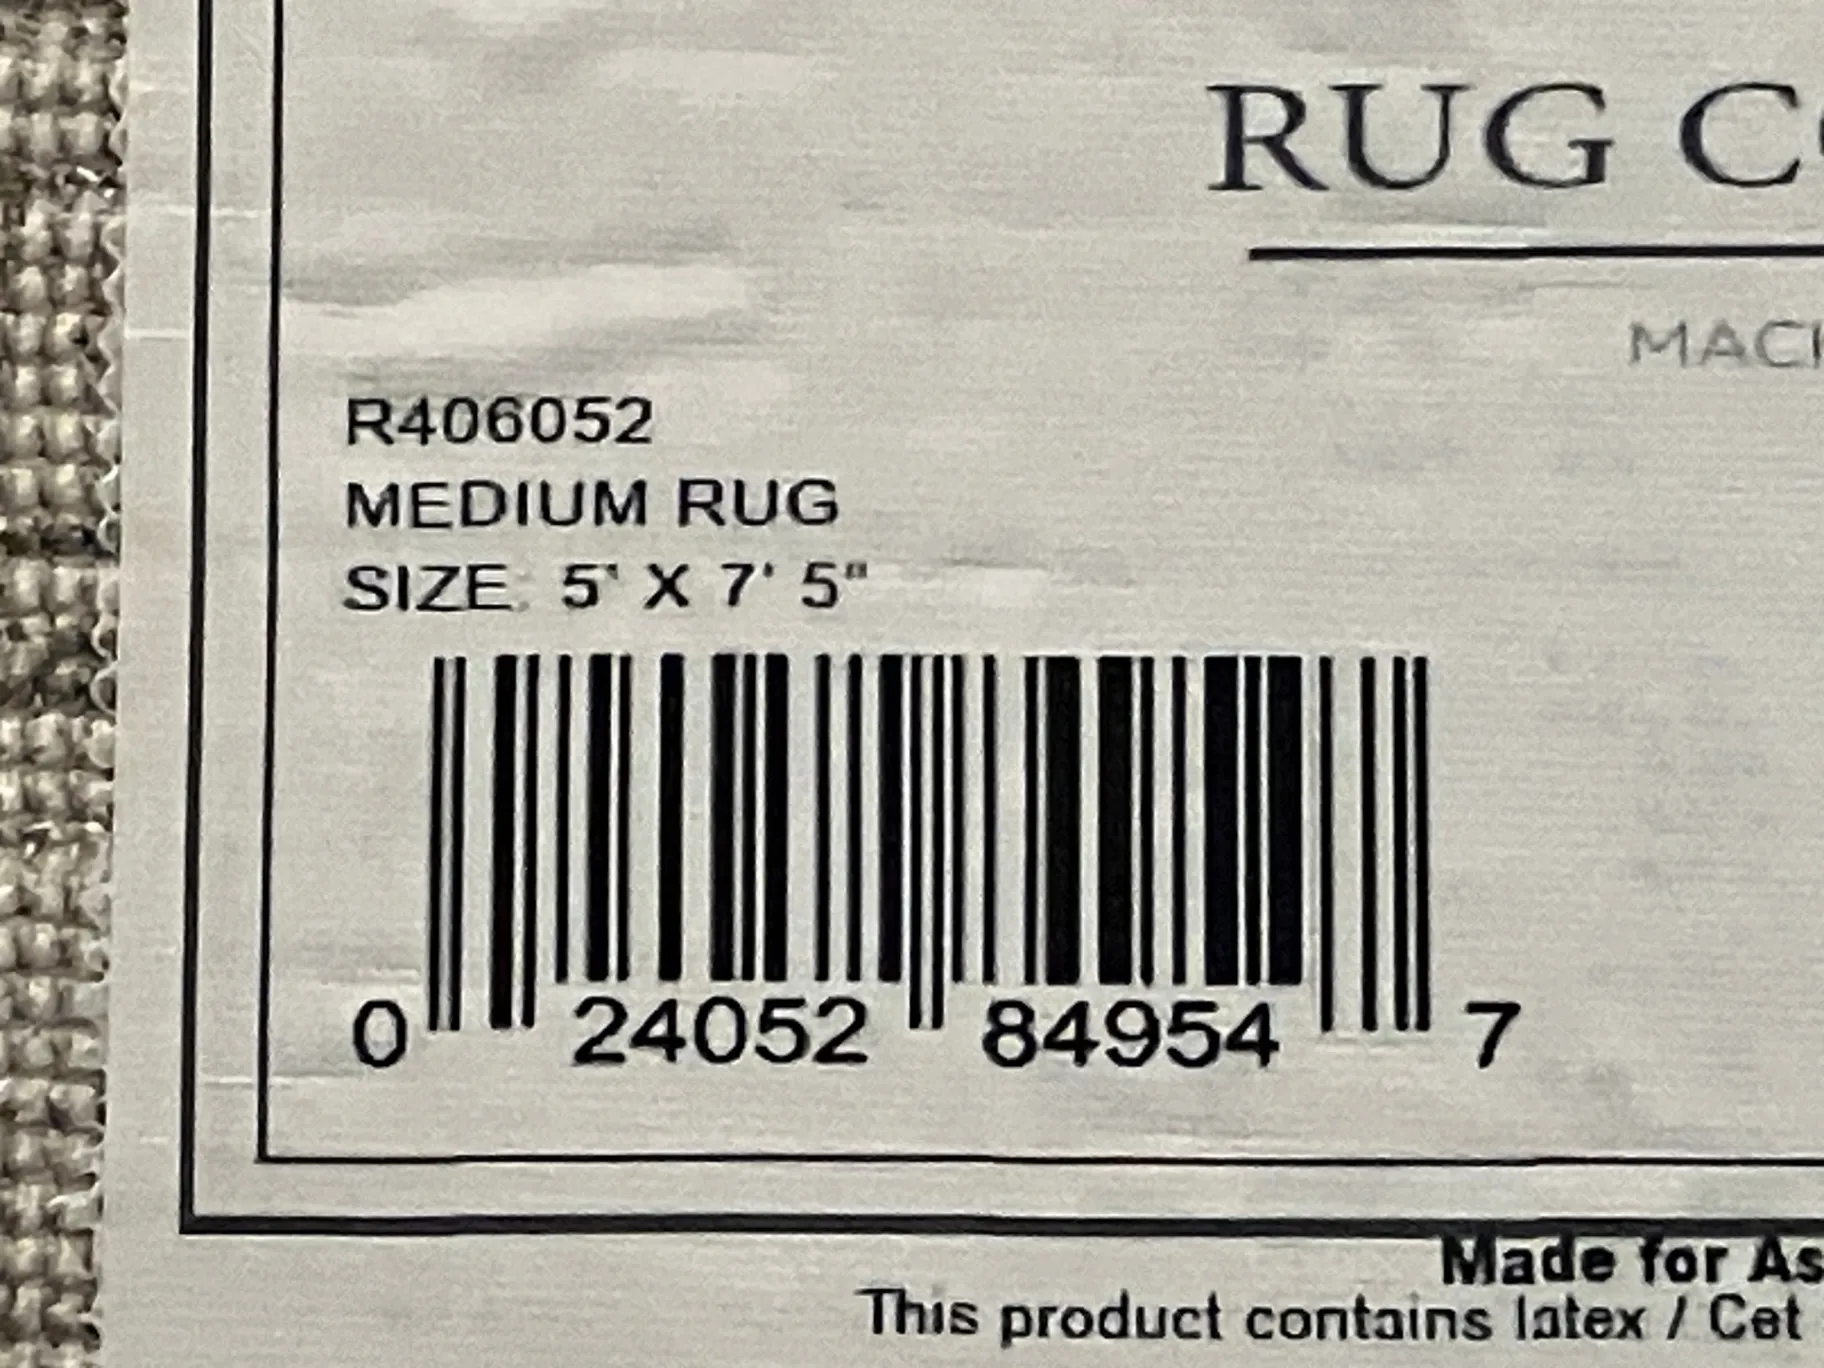 RUG C
MAC
R406052
MEDIUM RUG
SIZE: 5' X 7' 5"
0 24052 84954 7
Made for As
This product contains latex / Cet